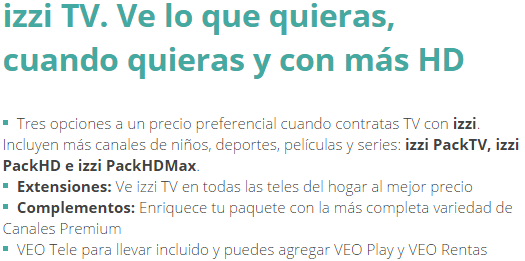 izzi TV. Ve lo que quieras,
cuando quieras y con más HD
▪ Tres opciones a un precio preferencial cuando contratas TV con izzi.
Incluyen más canales de niños, deportes, películas y series: izzi PackTV, izzi
PackHD e izzi PackHDMax.
▪ Extensiones: Ve izzi TV en todas las teles del hogar al mejor precio
▪ Complementos: Enriquece tu paquete con la más completa variedad de
Canales Premium
▪ VEO Tele para llevar incluido y puedes agregar VEO Play y VEO Rentas